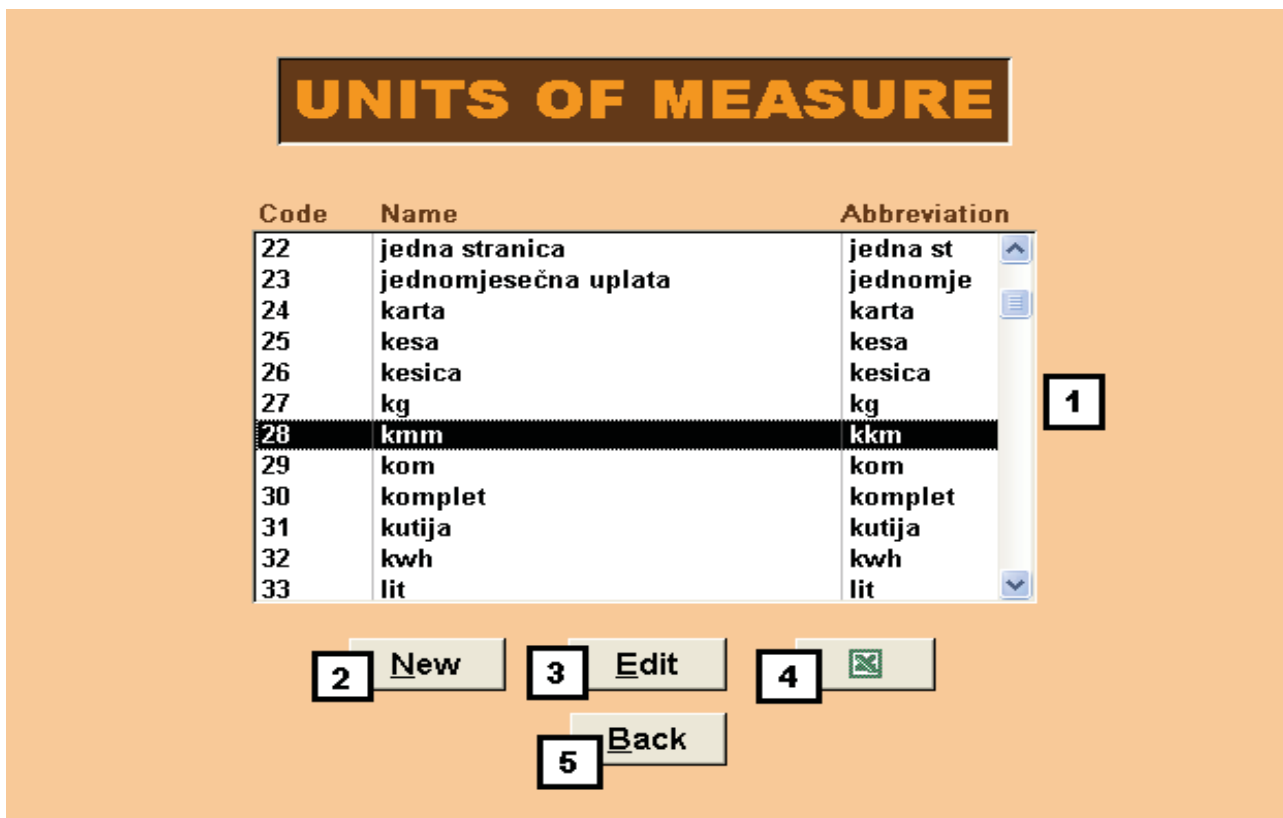 UNITS OF MEASURE
Code Name Abbreviation
22 jedna stranica jedna st
23 jednomjesečna uplata jednomje
24 karta karta
25 kesa kesa
26 kesica kesica
27 kg kg
1
28 kmm kkm
29 kom kom
30 komplet komplet
31 kutija kutija
32 kwh kwh
33 lit lit
2 New 3 Edit 4
5 Back